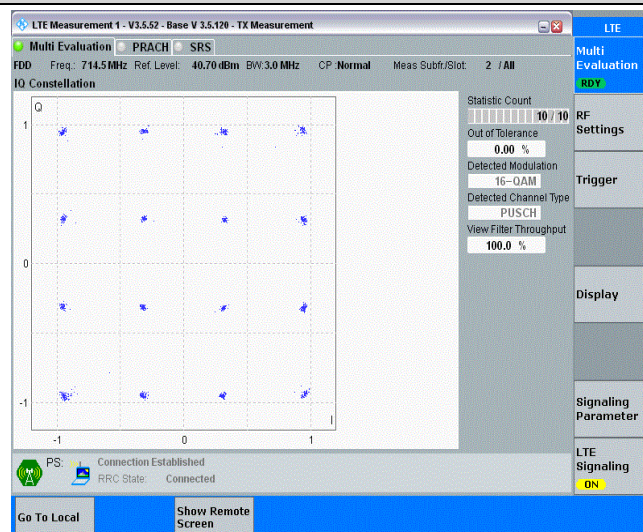 LTE Measurement 1 - V3.5.52 - Base V 3.5.120 - TX Measurement
LTE
Multi Evaluation PRACH SRS
Multi
Evaluation
RDY
FDD Freq.: 714.5 MHz Ref. Level: 40.70 dBm BW:3.0 MHz CP :Normal Meas Subfr./Slot: 2 / All
IQ Constellation
Q
1
0
-1
-1 0 1
I
Statistic Count
10 / 10
Out of Tolerance
0.00 %
Detected Modulation
16-QAM
Detected Channel Type
PUSCH
View Filter Throughput
100.0 %
RF
Settings
Trigger
Display
Signaling
Parameter
LTE
Signaling
ON
PS: Connection Established
RRC State: Connected
Go To Local
Show Remote
Screen